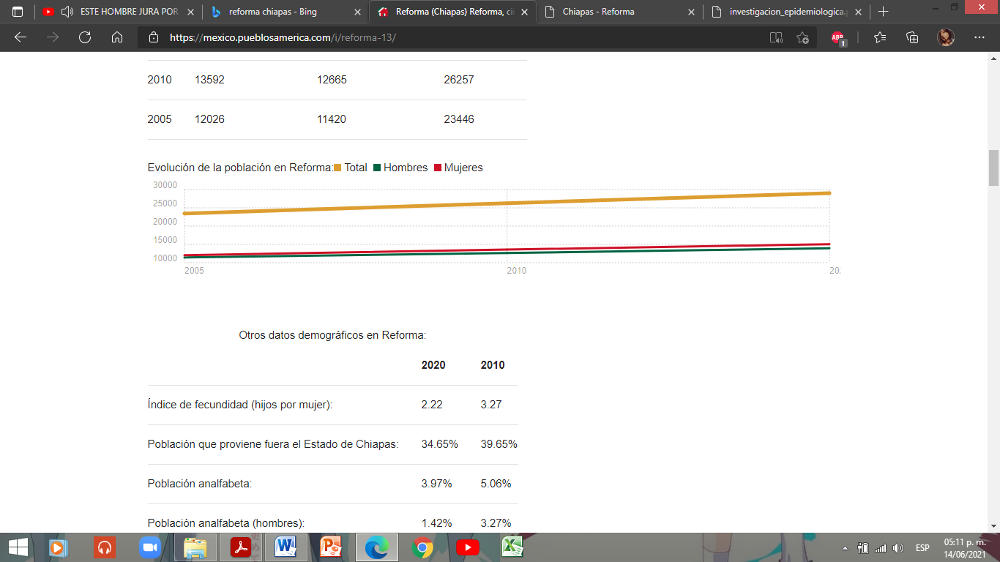 ESTE HOMBRE JURA POR
reforma chiapas - Bing
Reforma (Chiapas) Reforma, ci
Chiapas - Reforma
investigacion_epidemiologica.
https://mexico.pueblosamerica.com/i/reforma-13/
ABP
1
2010 13592 12665 26257
2005 12026 11420 23446
Evolución de la población en Reforma: Total Hombres Mujeres
30000
25000
20000
15000
10000
2005 2010 20
Otros datos demográficos en Reforma:
2020 2010
Índice de fecundidad (hijos por mujer): 2.22 3.27
Población que proviene fuera el Estado de Chiapas: 34.65% 39.65%
Población analfabeta: 3.97% 5.06%
Población analfabeta (hombres): 1.42% 3.27%
ESP
05:11 p. m.
14/06/2021